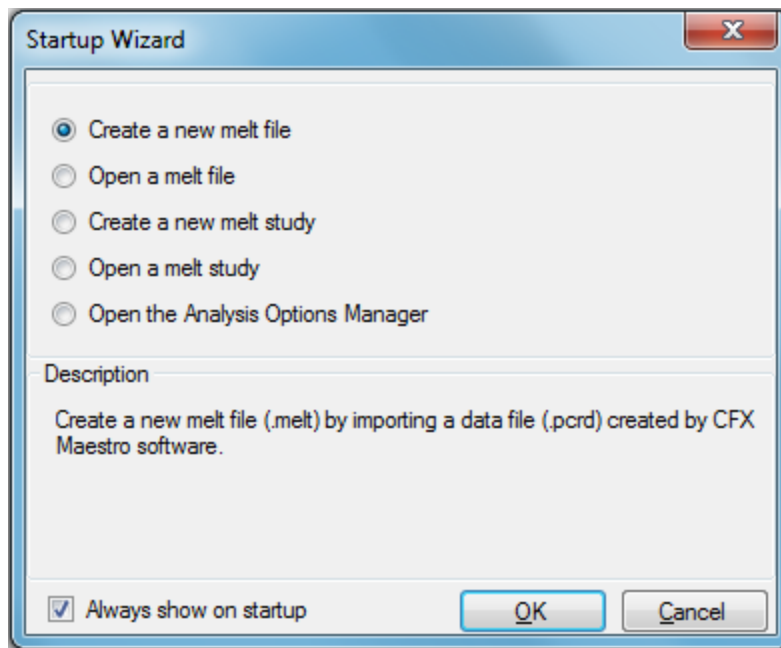 Startup Wizard
Create a new melt file
Open a melt file
Create a new melt study
Open a melt study
Open the Analysis Options Manager
Description
Create a new melt file (.melt) by importing a data file (.pcrd) created by CFX
Maestro software.
Always show on startup
OK
Cancel